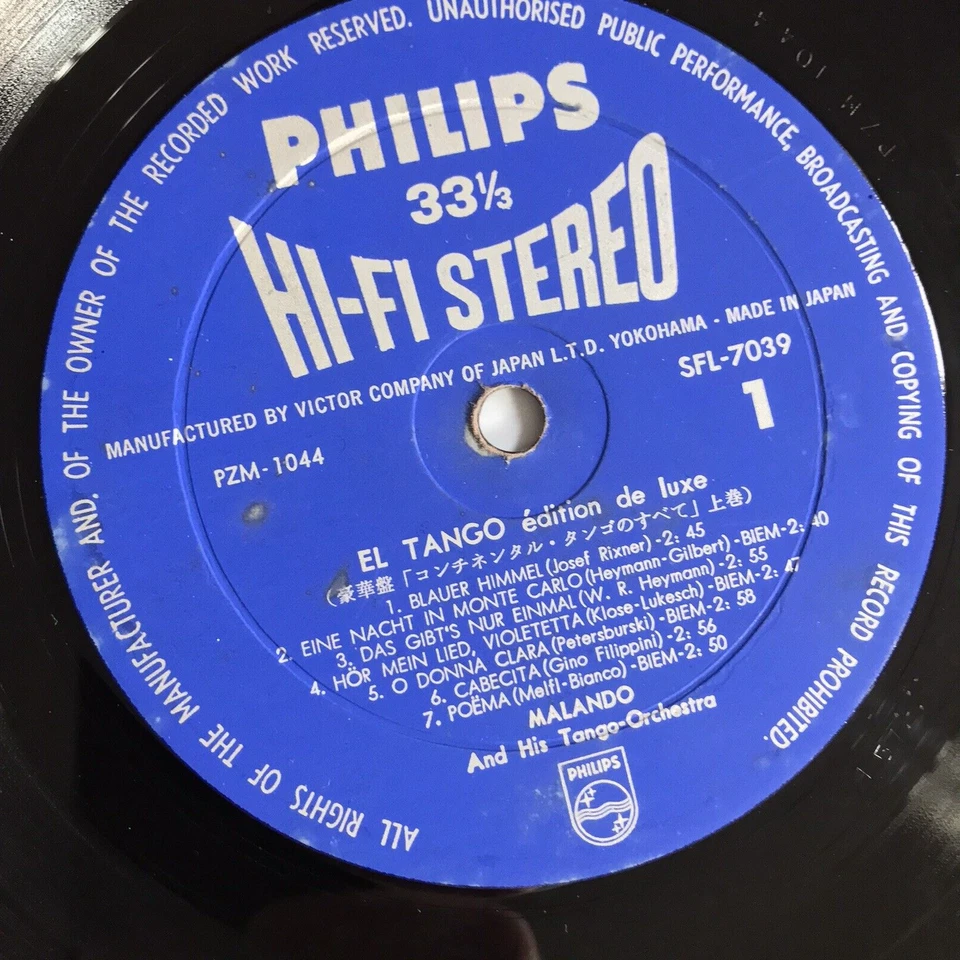 ALL RIGHTS OF THE MANUFACTURER AND. OF THE OWNER OF THE RECORDED WORK RESERVED. UNAUTHORISED PUBLIC PERFORMANCE, BROADCASTING AND COPYING OF THIS RECORD PROHIBITED.
PHILIPS
33⅓
HI-FI STEREO
MANUFACTURED BY VICTOR COMPANY OF JAPAN L.T.D. YOKOHAMA - MADE IN JAPAN
SFL-7039
1
PZM-1044
EL TANGO édition de luxe
(豪華盤「コンチネンタル・タンゴのすべて」上巻)
1. BLAUER HIMMEL (Josef Rixner) -2: 45
2. EINE NACHT IN MONTE CARLO (Heymann-Gilbert) -BIEM-2: 40
3. DAS GIBT'S NUR EINMAL (W. R. Heymann) -2: 55
4. HÖR MEIN LIED, VIOLETETTA (Klose-Lukesch) -BIEM-2: 47
5. O DONNA CLARA (Petersburski) -BIEM-2: 58
6. CABECITA (Gino Filippini) -2: 56
7. POËMA (Melfi-Bianco) -BIEM-2: 50
MALANDO
And His Tango-Orchestra
PHILIPS